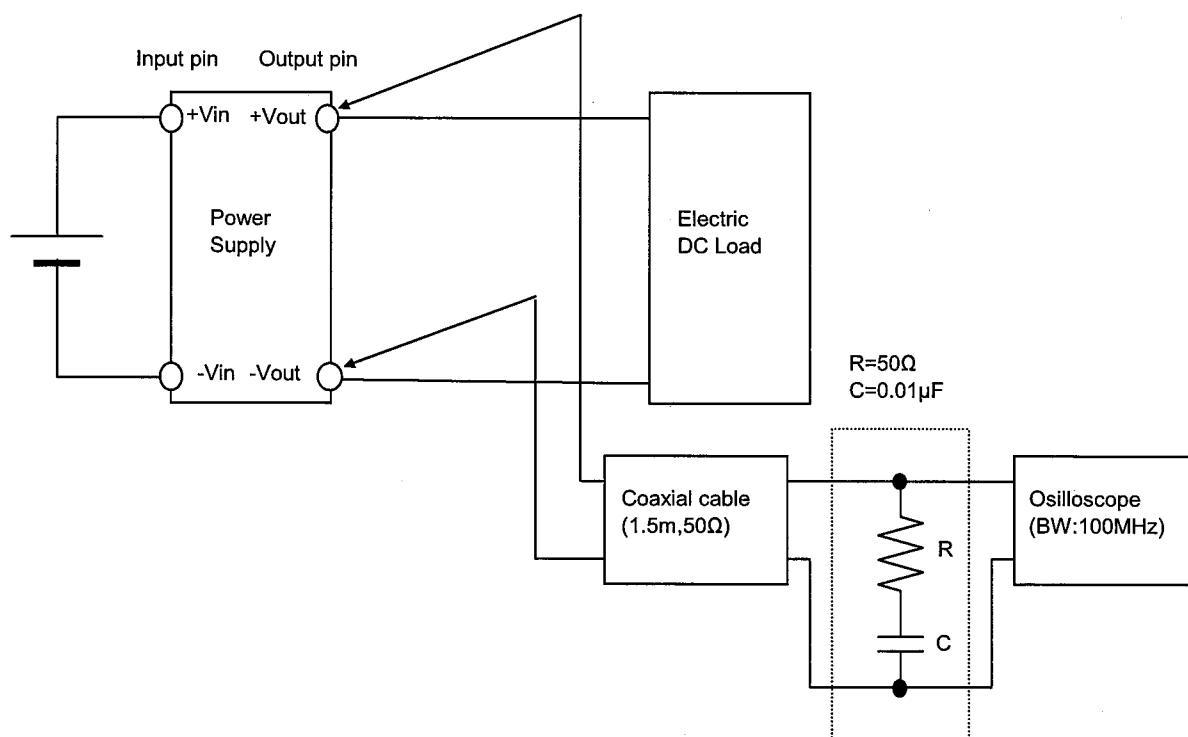 Input pin Output pin
+Vin +Vout
Power
Supply
Electric
DC Load
-Vin -Vout
R=50Ω
C=0.01µF
Coaxial cable
(1.5m,50Ω)
R
C
Osilloscope
(BW:100MHz)